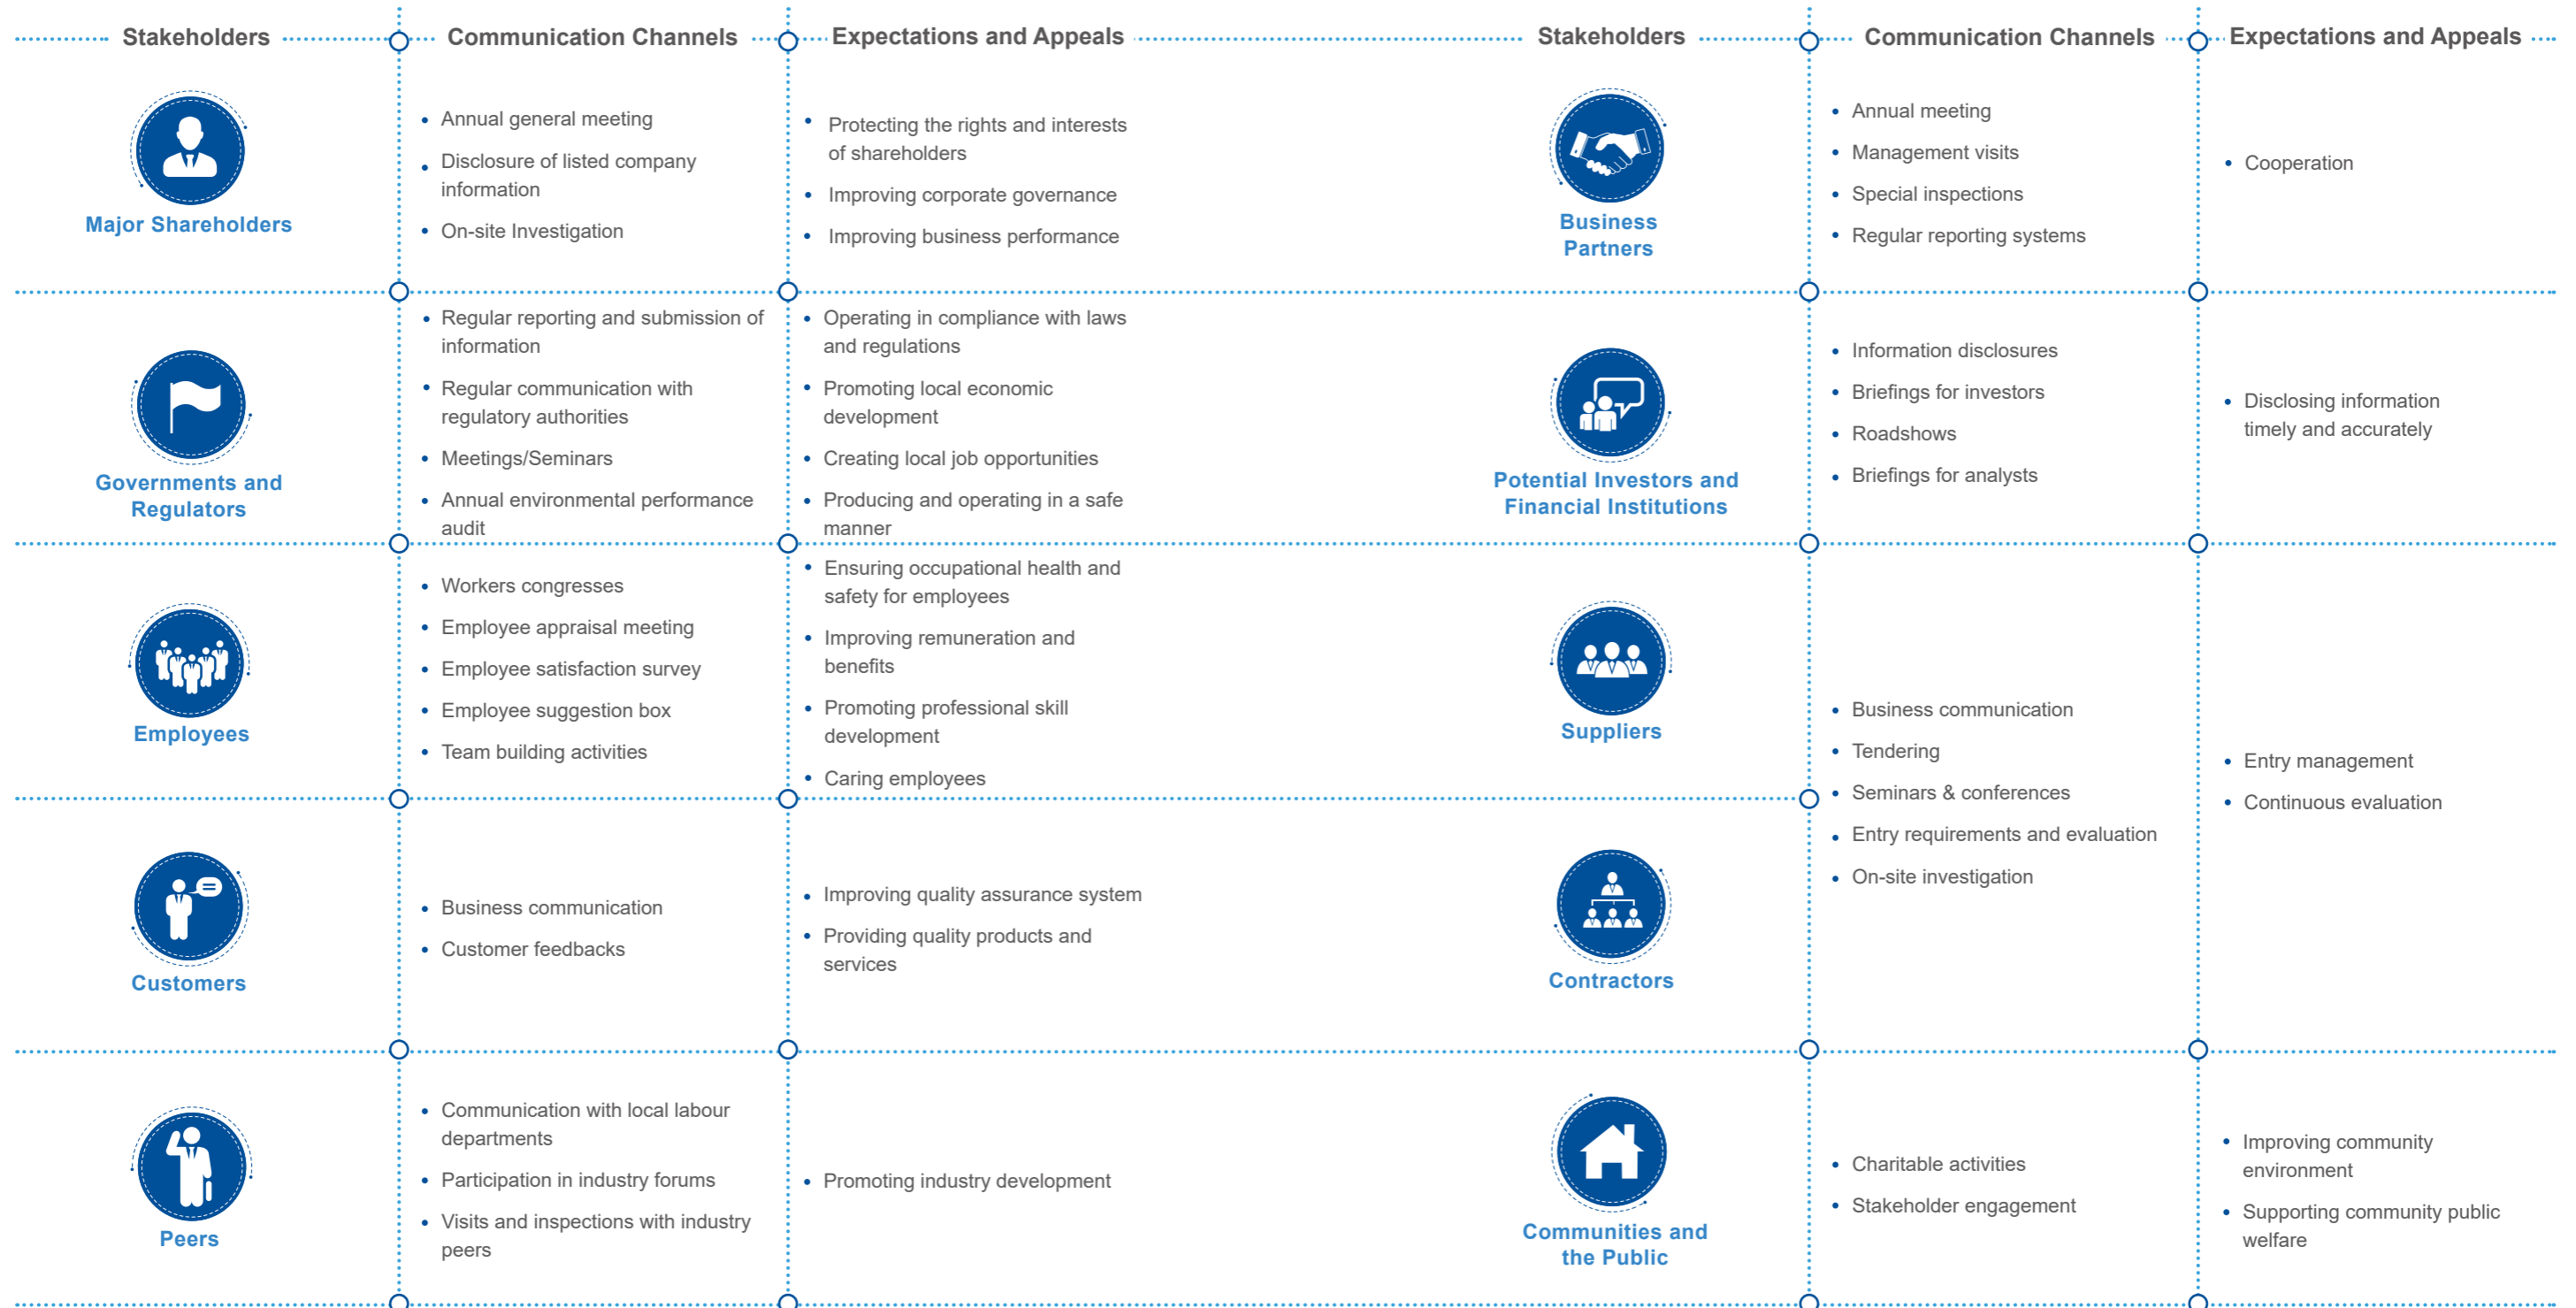 Stakeholders
Communication Channels
Expectations and Appeals
Major Shareholders
• Annual general meeting
• Disclosure of listed company
information
• On-site Investigation
• Protecting the rights and interests
of shareholders
• Improving corporate governance
• Improving business performance
Governments and
Regulators
• Regular reporting and submission of
information
• Regular communication with
regulatory authorities
• Meetings/Seminars
• Annual environmental performance
audit
• Operating in compliance with laws
and regulations
• Promoting local economic
development
• Creating local job opportunities
• Producing and operating in a safe
manner
Employees
• Workers congresses
• Employee appraisal meeting
• Employee satisfaction survey
• Employee suggestion box
• Team building activities
• Ensuring occupational health and
safety for employees
• Improving remuneration and
benefits
• Promoting professional skill
development
• Caring employees
Customers
• Business communication
• Customer feedbacks
• Improving quality assurance system
• Providing quality products and
services
Peers
• Communication with local labour
departments
• Participation in industry forums
• Visits and inspections with industry
peers
• Promoting industry development
Stakeholders
Communication Channels
Expectations and Appeals
Business
Partners
• Annual meeting
• Management visits
• Special inspections
• Regular reporting systems
• Cooperation
Potential Investors and
Financial Institutions
• Information disclosures
• Briefings for investors
• Roadshows
• Briefings for analysts
• Disclosing information
timely and accurately
Suppliers
Contractors
• Business communication
• Tendering
• Seminars & conferences
• Entry requirements and evaluation
• On-site investigation
• Entry management
• Continuous evaluation
Communities and
the Public
• Charitable activities
• Stakeholder engagement
• Improving community
environment
• Supporting community public
welfare